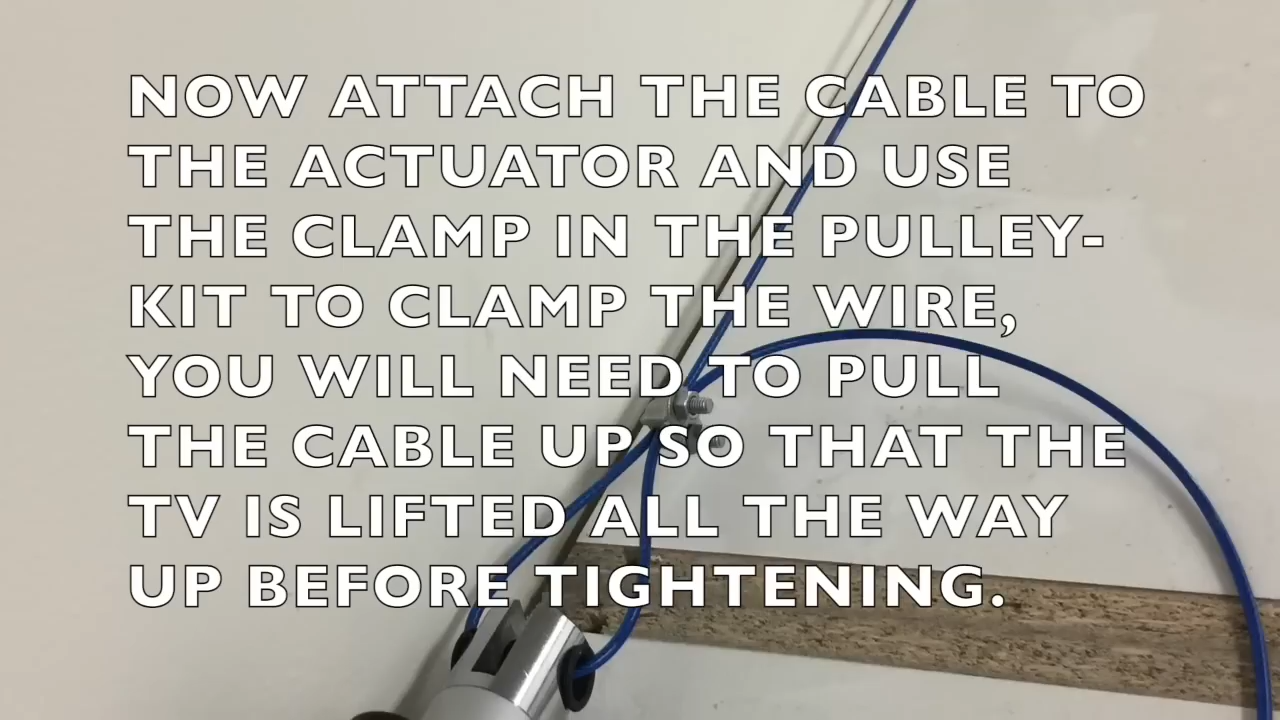 NOW ATTACH THE CABLE TO
THE ACTUATOR AND USE
THE CLAMP IN THE PULLEY-
KIT TO CLAMP THE WIRE,
YOU WILL NEED TO PULL
THE CABLE UP SO THAT THE
TV IS LIFTED ALL THE WAY
UP BEFORE TIGHTENING.